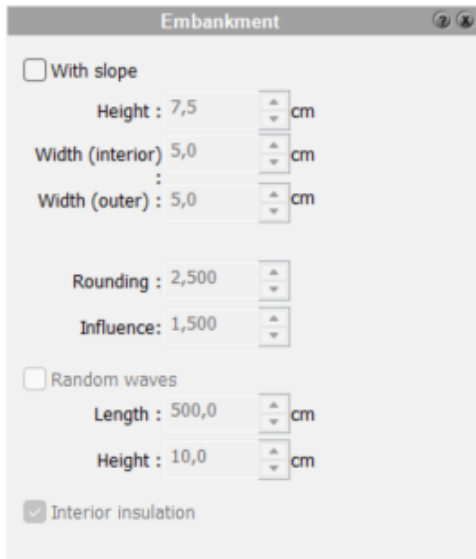 Embankment
With slope
Height : 7,5 cm
Width (interior) 5,0 cm
:
Width (outer) : 5,0 cm
Rounding : 2,500
Influence: 1,500
Random waves
Length : 500,0 cm
Height : 10,0 cm
Interior insulation